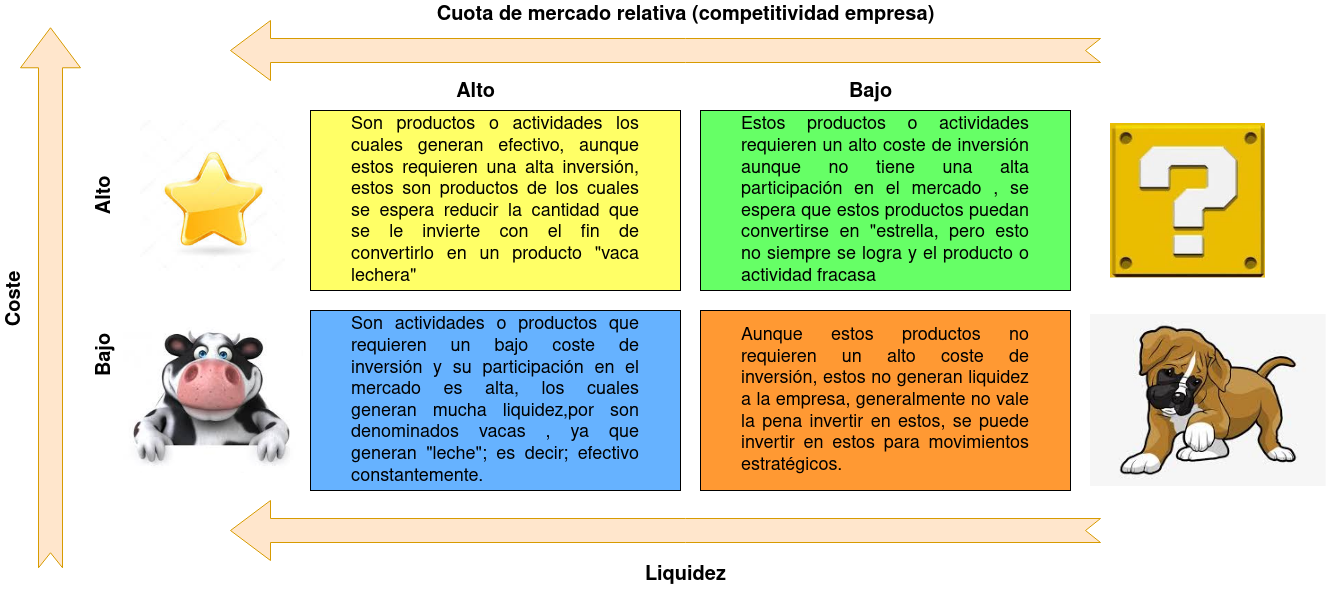 Cuota de mercado relativa (competitividad empresa)
Alto
Bajo
Coste
Alto
Son productos o actividades los
cuales generan efectivo, aunque
estos requieren una alta inversión,
estos son productos de los cuales
se espera reducir la cantidad que
se le invierte con el fin de
convertirlo en un producto "vaca
lechera"
Estos productos o actividades
requieren un alto coste de inversión
aunque no tiene una alta
participación en el mercado , se
espera que estos productos puedan
convertirse en "estrella, pero esto
no siempre se logra y el producto o
actividad fracasa
?
Bajo
Son actividades o productos que
requieren un bajo coste de
inversión y su participación en el
mercado es alta, los cuales
generan mucha liquidez,por son
denominados vacas , ya que
generan "leche"; es decir; efectivo
constantemente.
Aunque estos productos no
requieren un alto coste de
inversión, estos no generan liquidez
a la empresa, generalmente no vale
la pena invertir en estos, se puede
invertir en estos para movimientos
estratégicos.
Liquidez